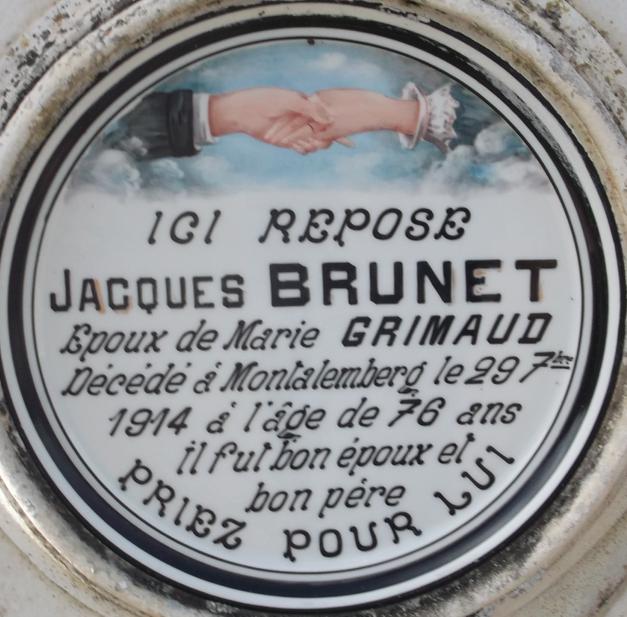 ICI REPOSE
JACQUES BRUNET
Epoux de Marie GRIMAUD
Décédé á Montalemberg le 29 7bre
1914 á l'âge de 76 ans
il fut bon époux et
bon pére
PRIEZ POUR LUI